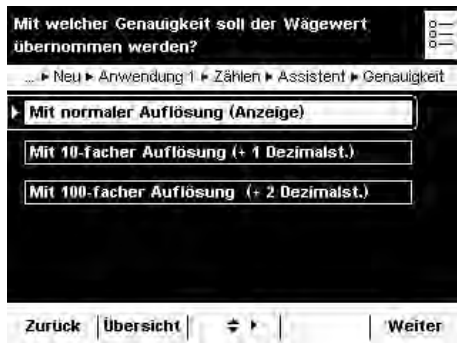 Mit welcher Genauigkeit soll der Wägewert
übernommen werden?
... ▸ Neu ▸ Anwendung 1 ▸ Zählen ▸ Assistent ▸ Genauigkeit
Mit normaler Auflösung (Anzeige)
Mit 10-facher Auflösung (+ 1 Dezimalst.)
Mit 100-facher Auflösung (+ 2 Dezimalst.)
Zurück Übersicht Weiter